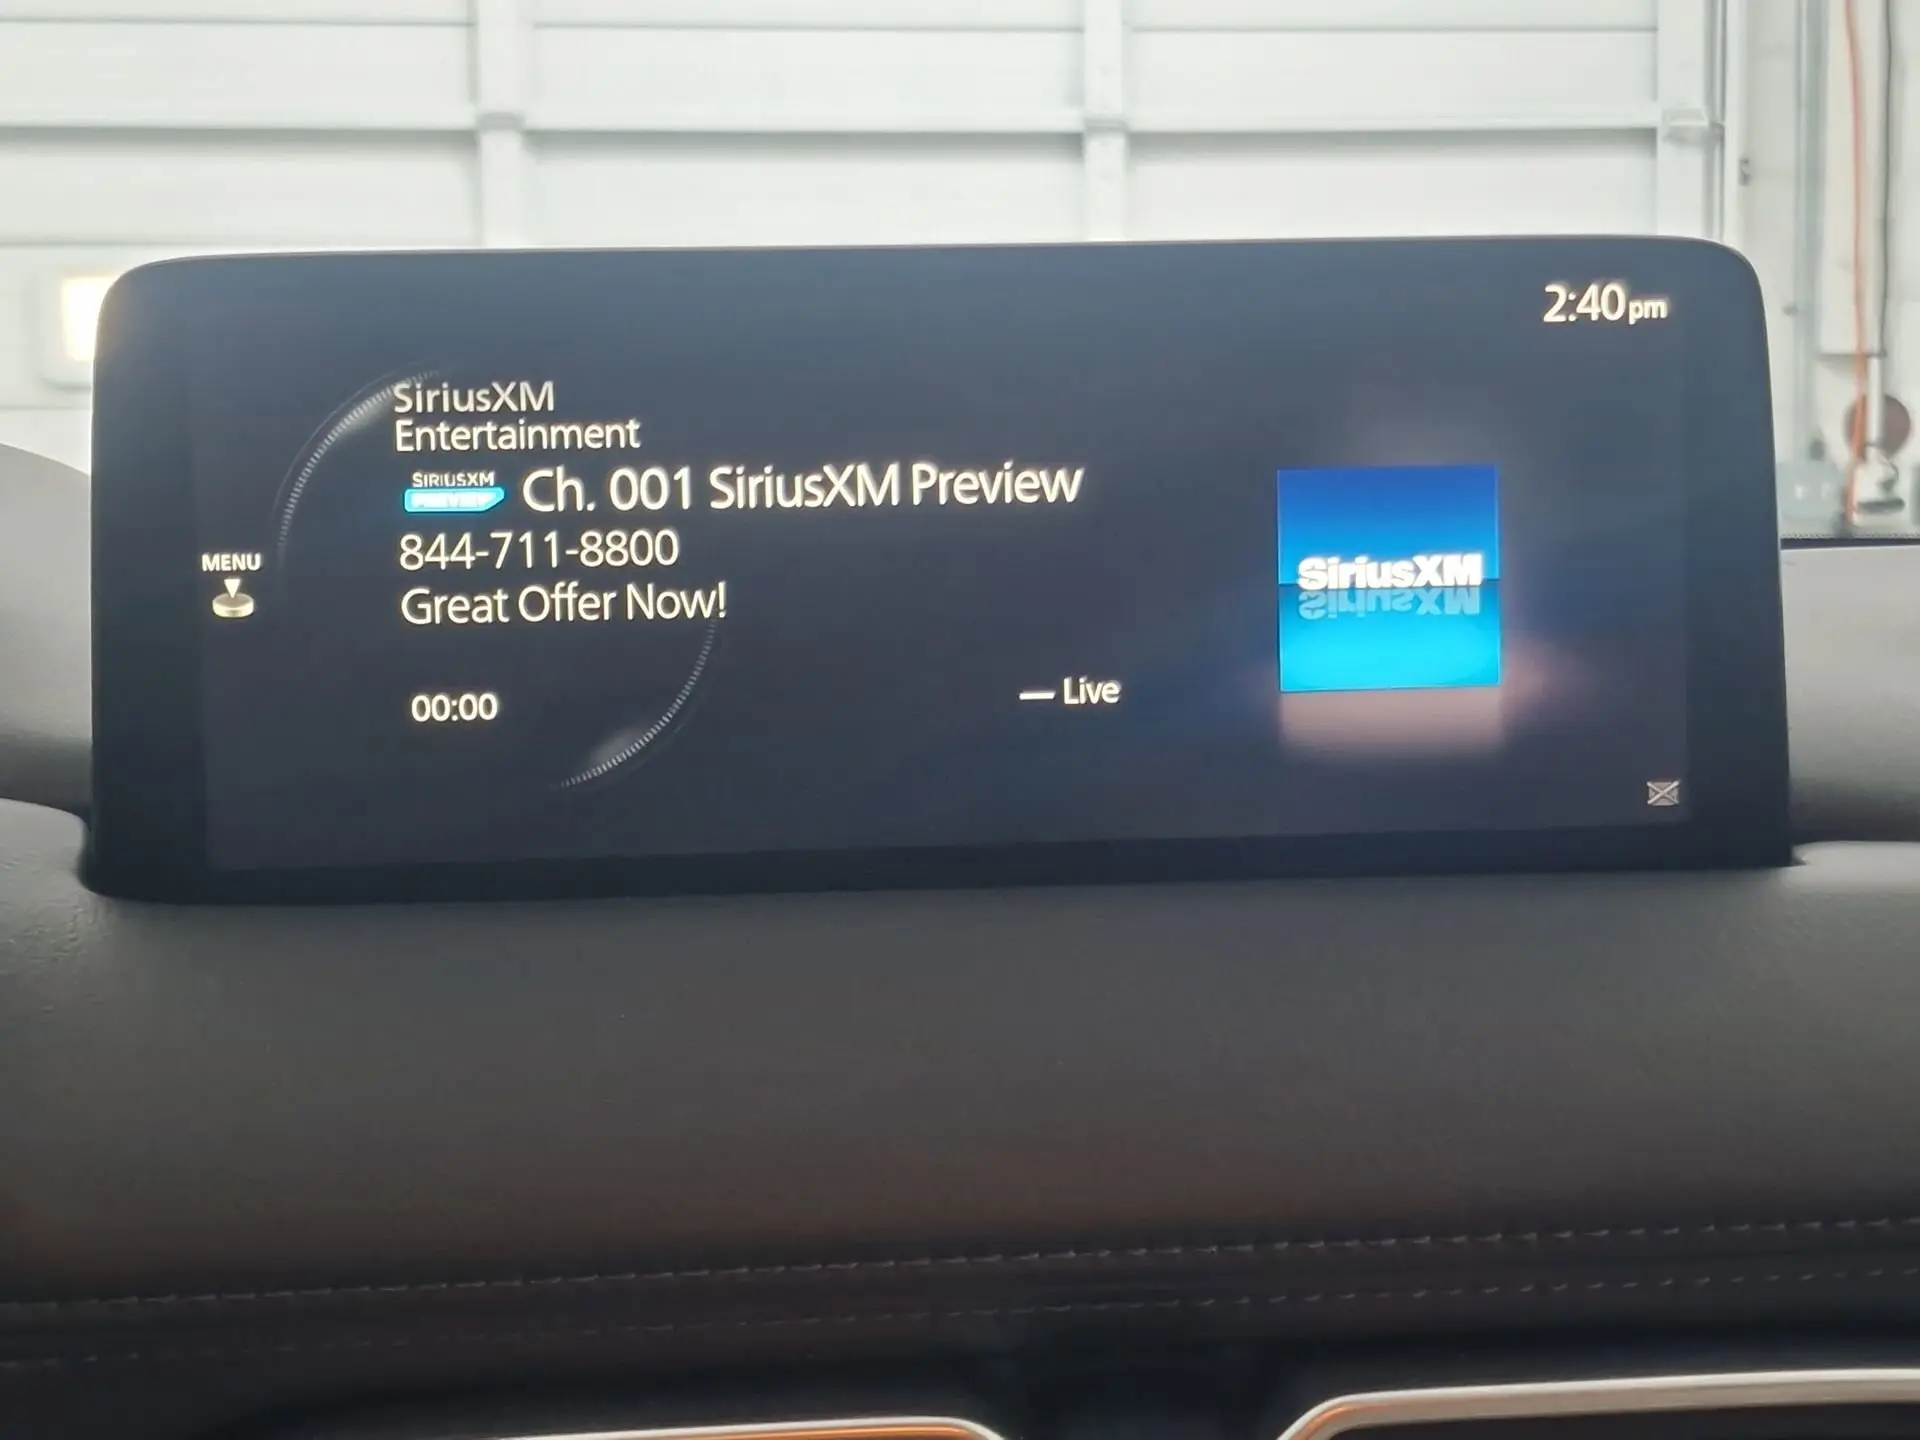 2:40pm
SiriusXM
Entertainment
SIRIUSXM
PREVIEW
Ch. 001 SiriusXM Preview
844-711-8800
Great Offer Now!
MENU
SiriusXM
00:00
Live